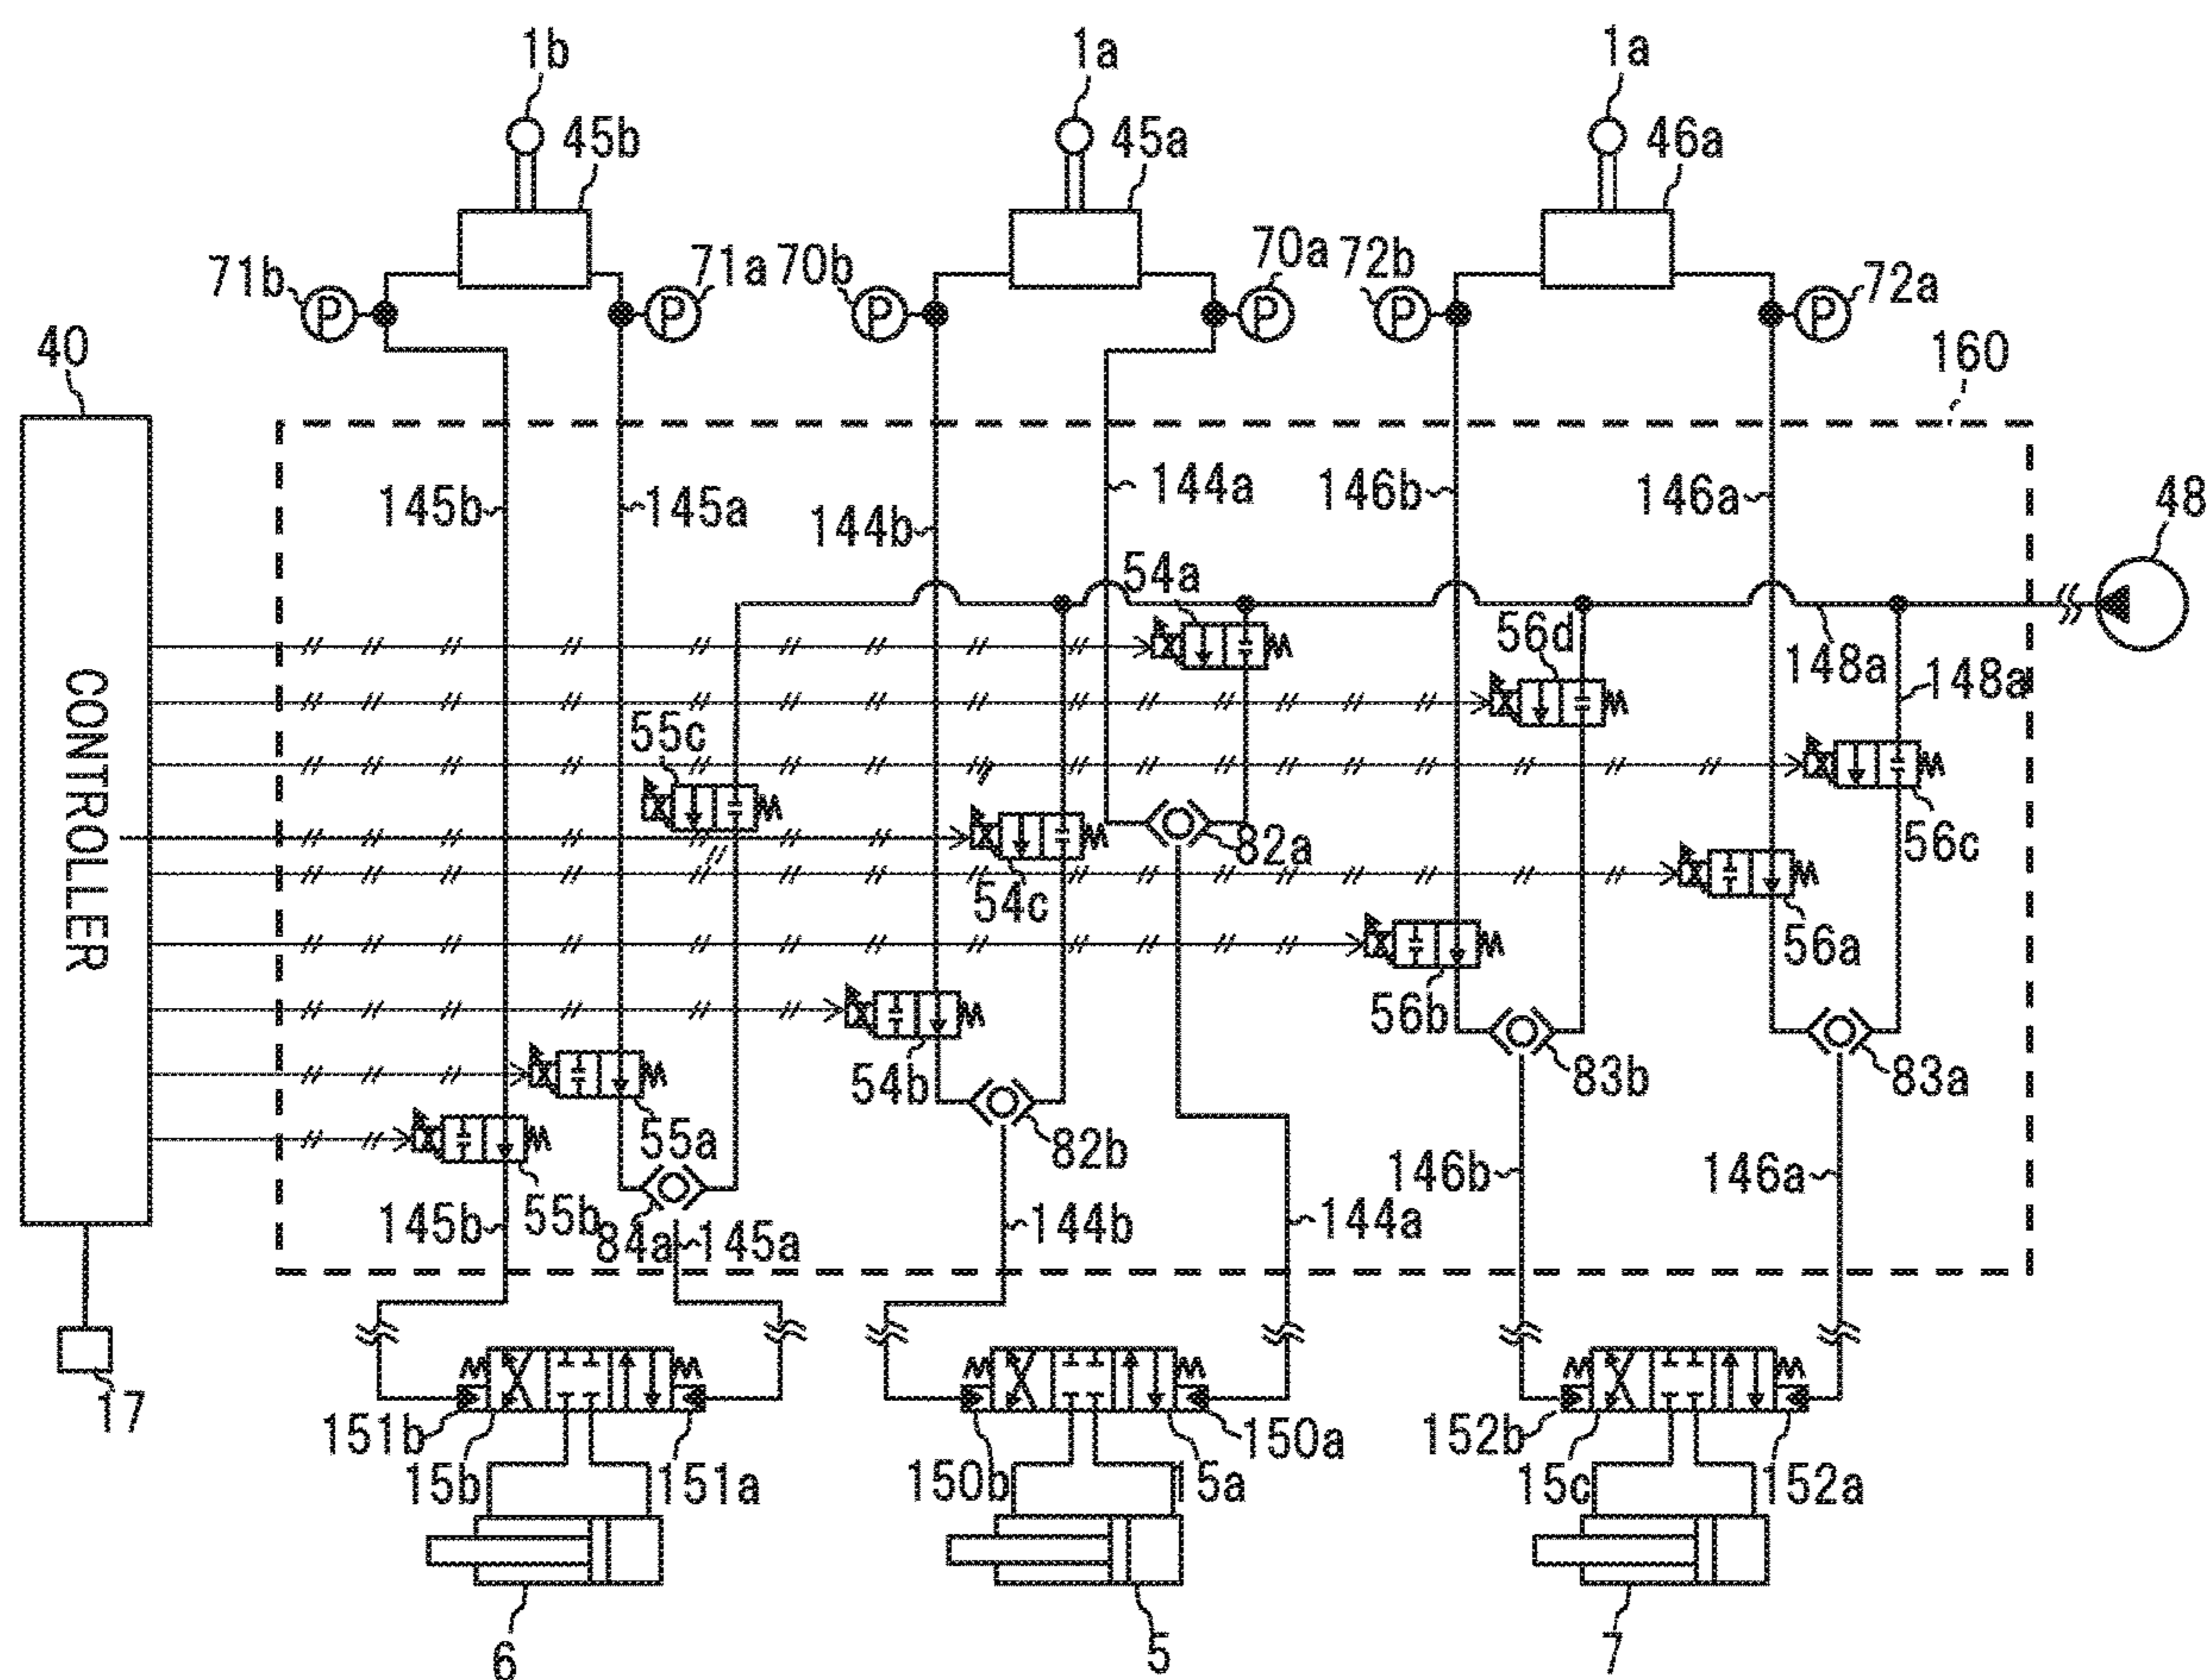 1b
1a
1a
45b
45a
46a
71b
P
P
71a
70b
P
P
70a
72b
P
P
72a
40
160
145b
145a
144b
144a
146b
146a
48
54a
56d
148a
148a
55c
CONTROLLER
54c
82a
56c
56a
56b
54b
83b
83a
55a
82b
55b
145b
84a
145a
144b
144a
146b
146a
17
151b
15b
151a
150b
15a
150a
152b
15c
152a
6
5
7